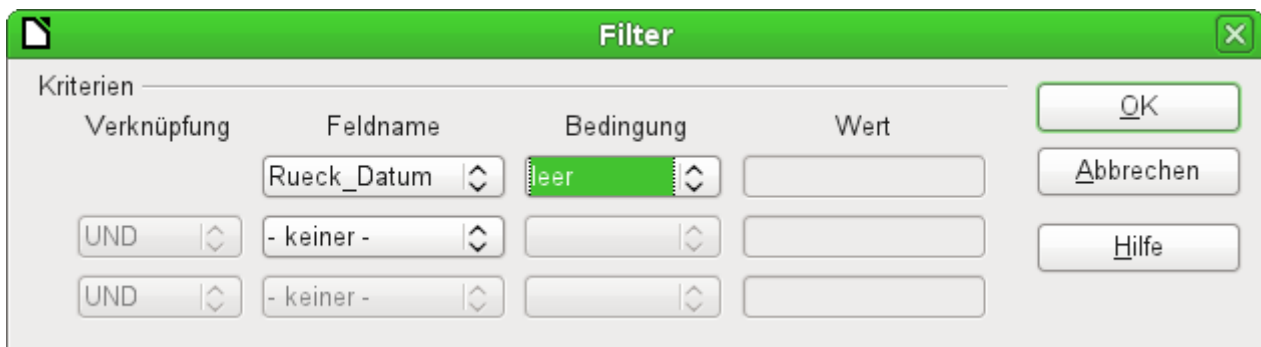 Filter
Kriterien
Verknüpfung Feldname Bedingung Wert
Rueck_Datum leer
UND - keiner -
UND - keiner -
OK
Abbrechen
Hilfe